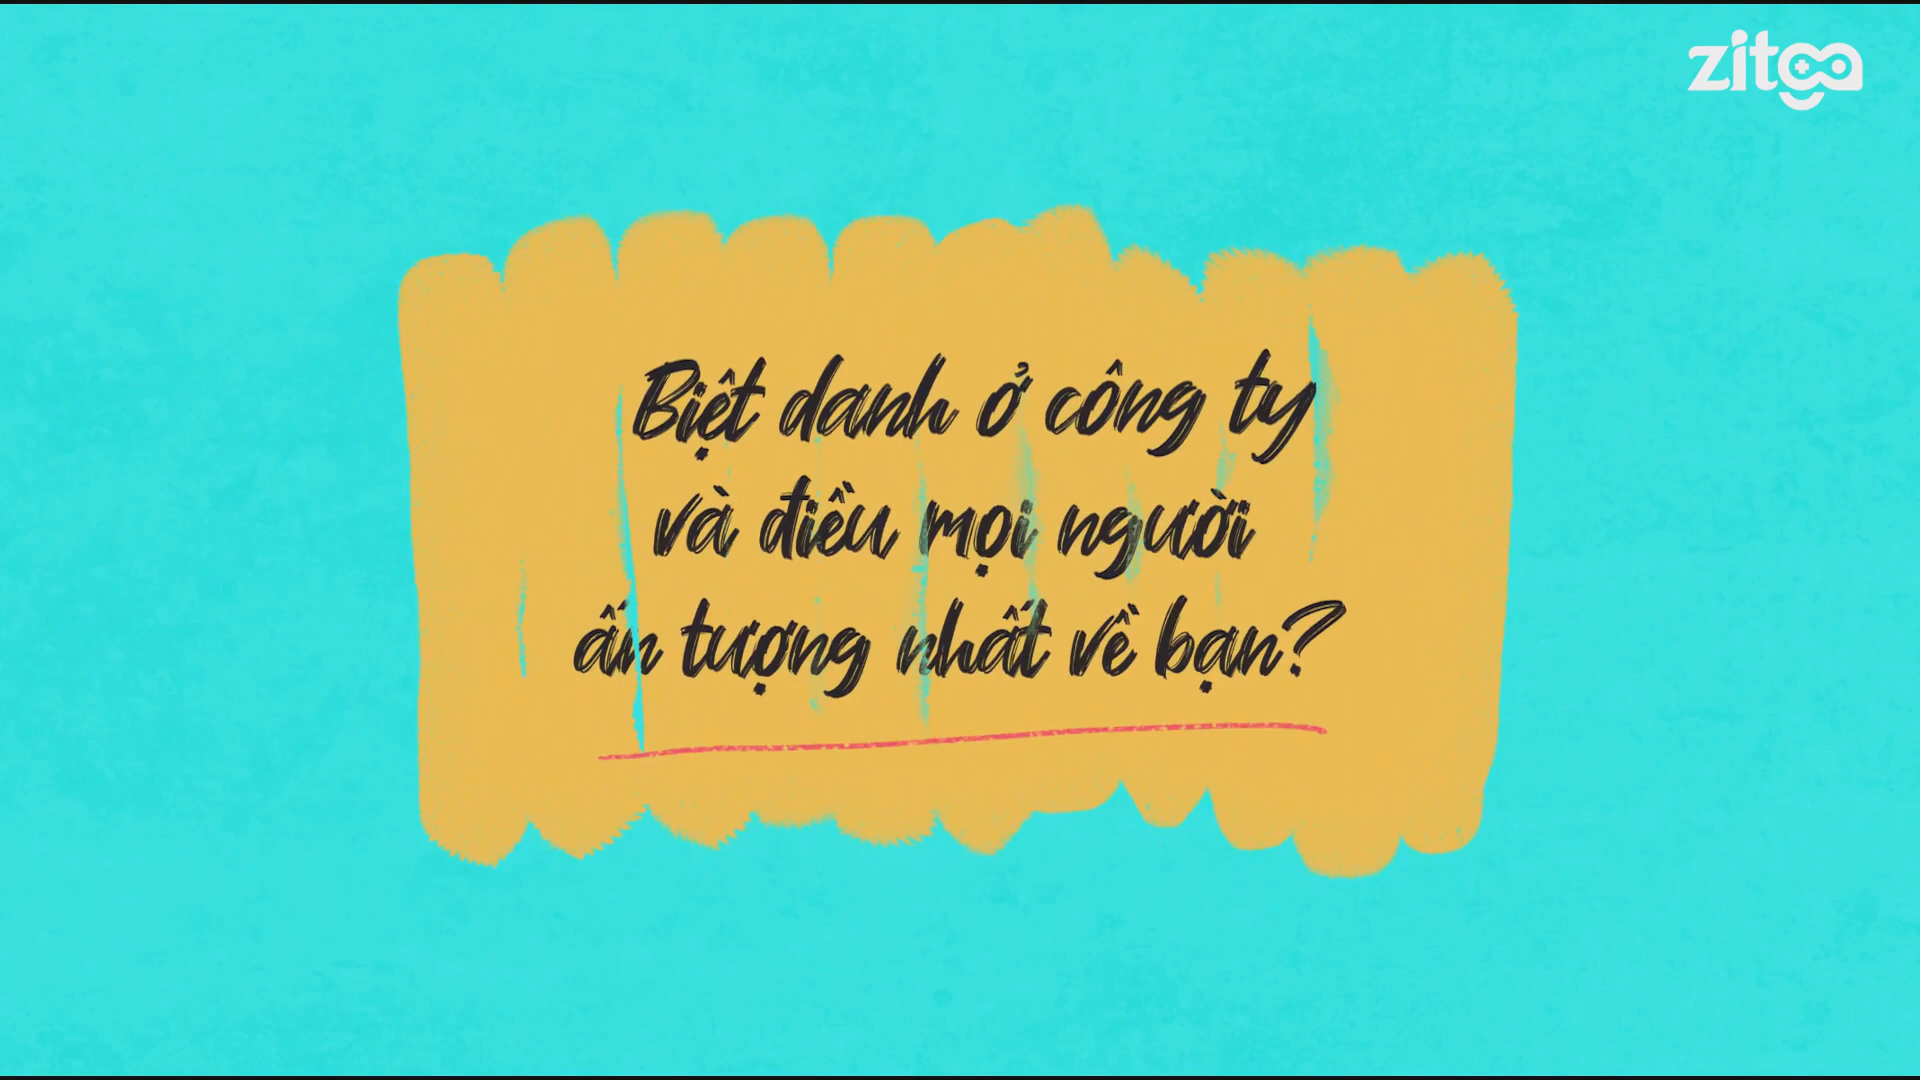 zitga
Biệt danh ở công ty
và điều mọi người
ấn tượng nhất về bạn?